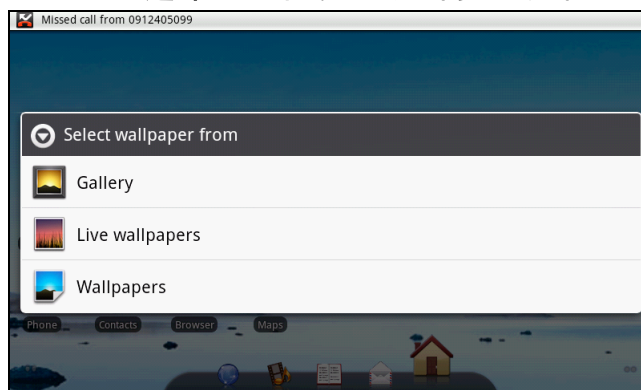 Missed call from 0912405099
Select wallpaper from
Gallery
Live wallpapers
Wallpapers
Phone Contacts Browser Maps